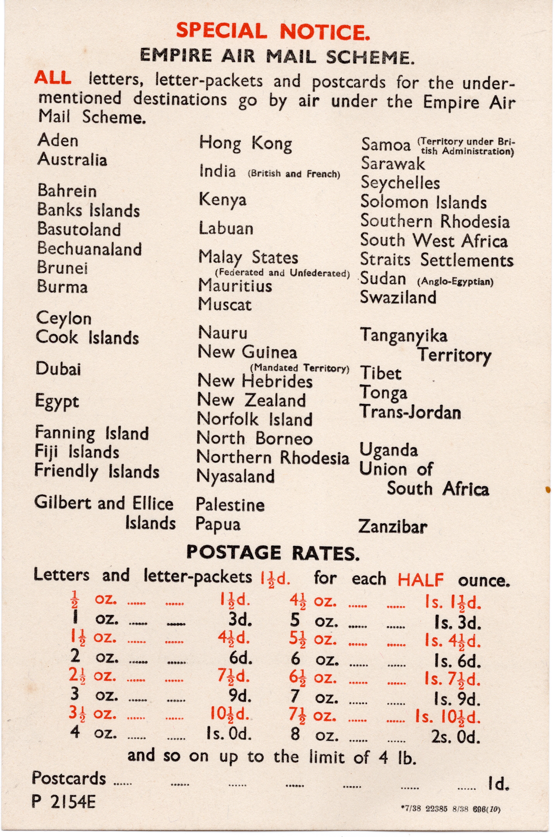 SPECIAL NOTICE.
EMPIRE AIR MAIL SCHEME.
ALL letters, letter-packets and postcards for the under-
mentioned destinations go by air under the Empire Air
Mail Scheme.
Aden
Australia
Bahrein
Banks Islands
Basutoland
Bechuanaland
Brunei
Burma
Ceylon
Cook Islands
Dubai
Egypt
Fanning Island
Fiji Islands
Friendly Islands
Gilbert and Ellice
Islands
Hong Kong
India (British and French)
Kenya
Labuan
Malay States
(Federated and Unfederated)
Mauritius
Muscat
Nauru
New Guinea
(Mandated Territory)
New Hebrides
New Zealand
Norfolk Island
North Borneo
Northern Rhodesia
Nyasaland
Palestine
Papua
Samoa (Territory under Bri-
tish Administration)
Sarawak
Seychelles
Solomon Islands
Southern Rhodesia
South West Africa
Straits Settlements
Sudan (Anglo-Egyptian)
Swaziland
Tanganyika
Territory
Tibet
Tonga
Trans-Jordan
Uganda
Union of
South Africa
Zanzibar
POSTAGE RATES.
Letters and letter-packets 1½d. for each HALF ounce.
½ oz. ...... ...... 1½d. 4½ oz. ...... ...... 1s. 1½d.
1 oz. ...... ...... 3d. 5 oz. ...... ...... 1s. 3d.
1½ oz. ...... ...... 4½d. 5½ oz. ...... ...... 1s. 4½d.
2 oz. ...... ...... 6d. 6 oz. ...... ...... 1s. 6d.
2½ oz. ...... ...... 7½d. 6½ oz. ...... ...... 1s. 7½d.
3 oz. ...... ...... 9d. 7 oz. ...... ...... 1s. 9d.
3½ oz. ...... ...... 10½d. 7½ oz. ...... ...... 1s. 10½d.
4 oz. ...... ...... 1s. 0d. 8 oz. ...... ...... 2s. 0d.
and so on up to the limit of 4 lb.
Postcards ...... ...... ...... ...... ...... ...... ...... 1d.
P 2154E
*7/38 22385 8/38 696(10)